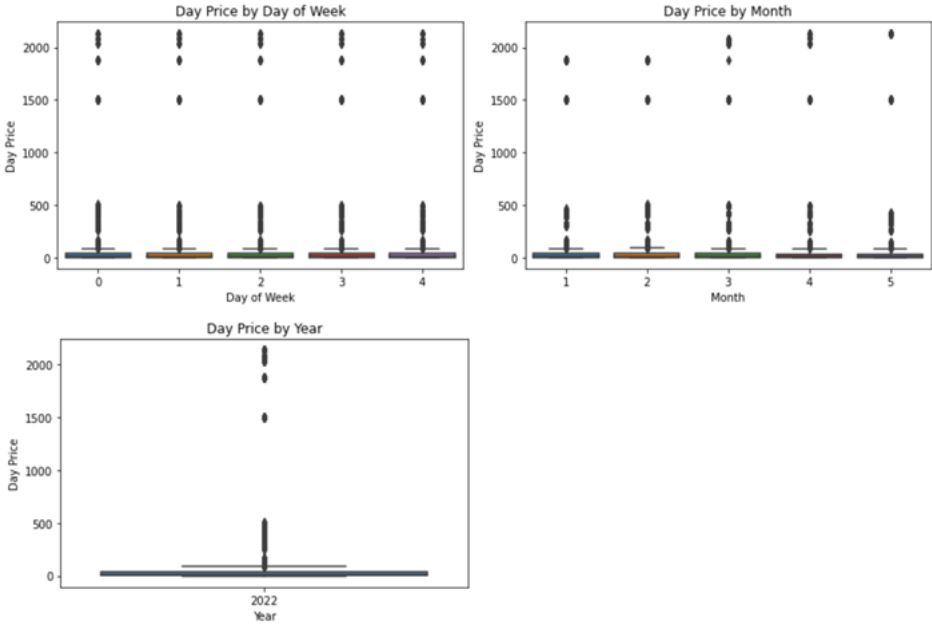 Day Price by Day of Week
2000
1500
1000
500
0
Day Price
0 1 2 3 4
Day of Week
Day Price by Month
2000
1500
1000
500
0
Day Price
1 2 3 4 5
Month
Day Price by Year
2000
1500
1000
500
0
Day Price
2022
Year